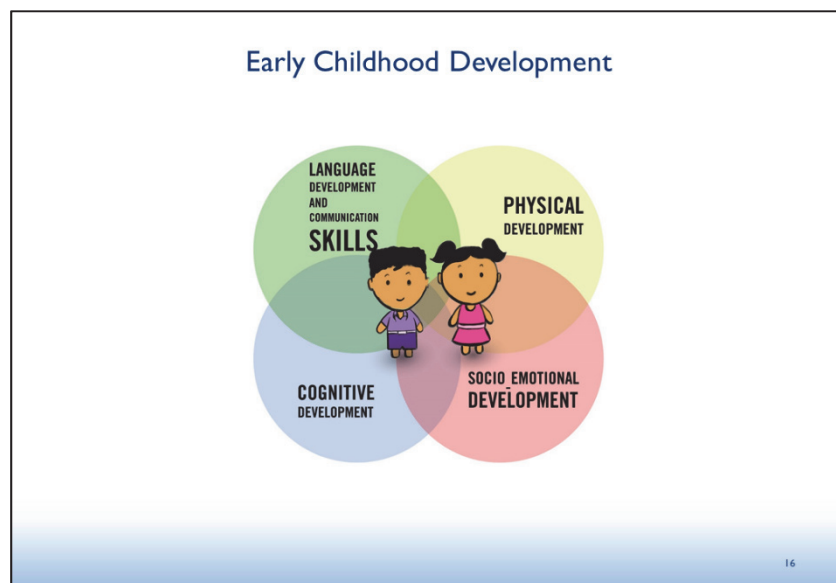 Early Childhood Development
LANGUAGE
DEVELOPMENT
AND
COMMUNICATION
SKILLS
PHYSICAL
DEVELOPMENT
COGNITIVE
DEVELOPMENT
SOCIO_EMOTIONAL
DEVELOPMENT
16